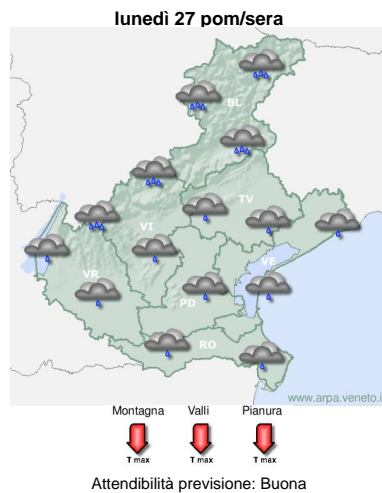 lunedì 27 pom/sera
BL
TV
VI
VE
VR
PD
RO
www.arpa.veneto.i
Montagna Valli Pianura
T max T max T max
Attendibilità previsione: Buona